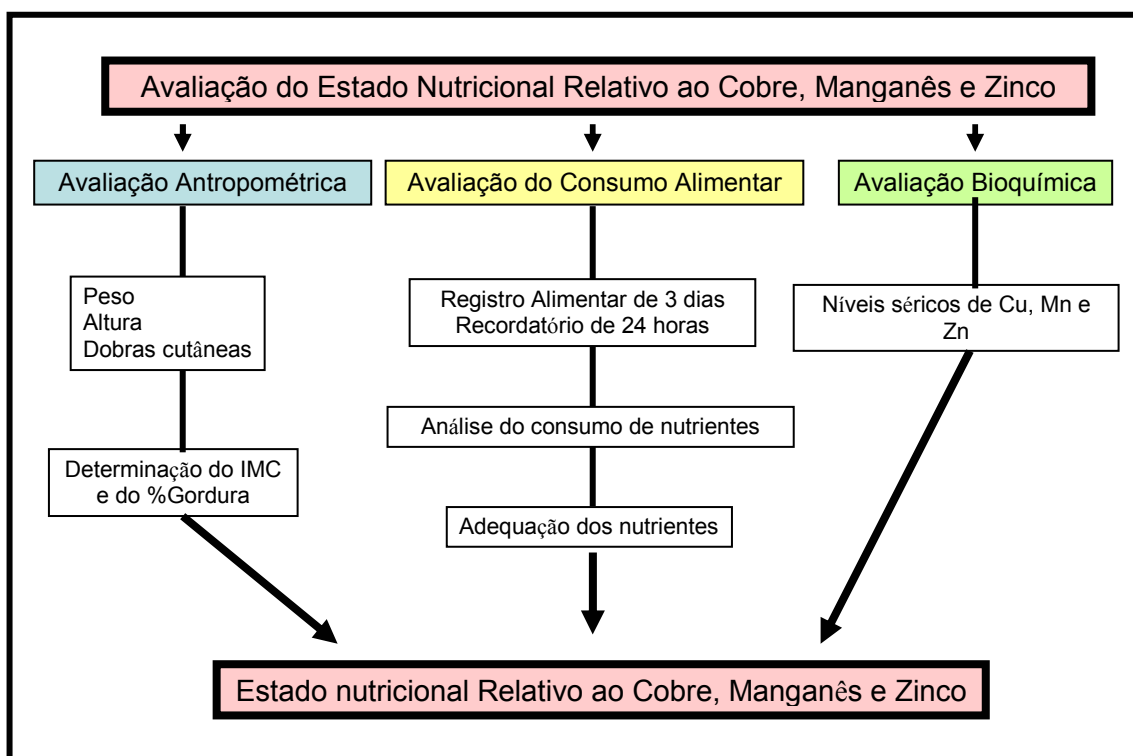 Avaliação do Estado Nutricional Relativo ao Cobre, Manganês e Zinco
Avaliação Antropométrica
Avaliação do Consumo Alimentar
Avaliação Bioquímica
Peso
Altura
Dobras cutâneas
Registro Alimentar de 3 dias
Recordatório de 24 horas
Níveis séricos de Cu, Mn e
Zn
Análise do consumo de nutrientes
Determinação do IMC
e do %Gordura
Adequação dos nutrientes
Estado nutricional Relativo ao Cobre, Manganês e Zinco